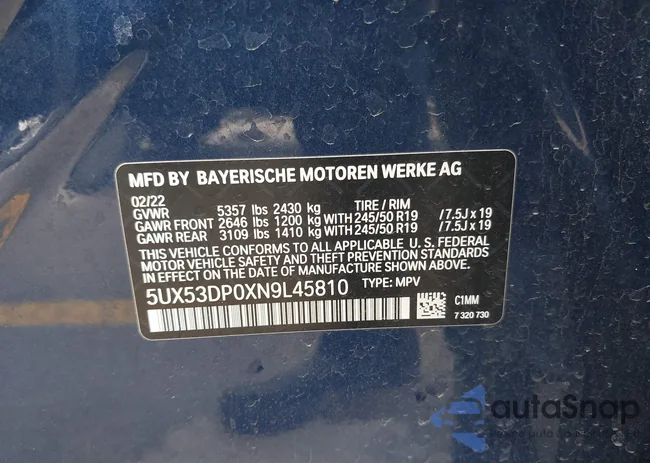 MFD BY BAYERISCHE MOTOREN WERKE AG
02/22
GVWR 5357 lbs 2430 kg TIRE / RIM
GAWR FRONT 2646 lbs 1200 kg WITH 245/50 R19 / 7.5J x 19
GAWR REAR 3109 lbs 1410 kg WITH 245/50 R19 / 7.5J x 19
THIS VEHICLE CONFORMS TO ALL APPLICABLE U. S. FEDERAL
MOTOR VEHICLE SAFETY AND THEFT PREVENTION
STANDARDS IN EFFECT ON THE DATE OF MANUFACTURE SHOWN ABOVE.
5UX53DP0XN9L45810 TYPE: MPV
C1MM
7 320 730
autoSnap